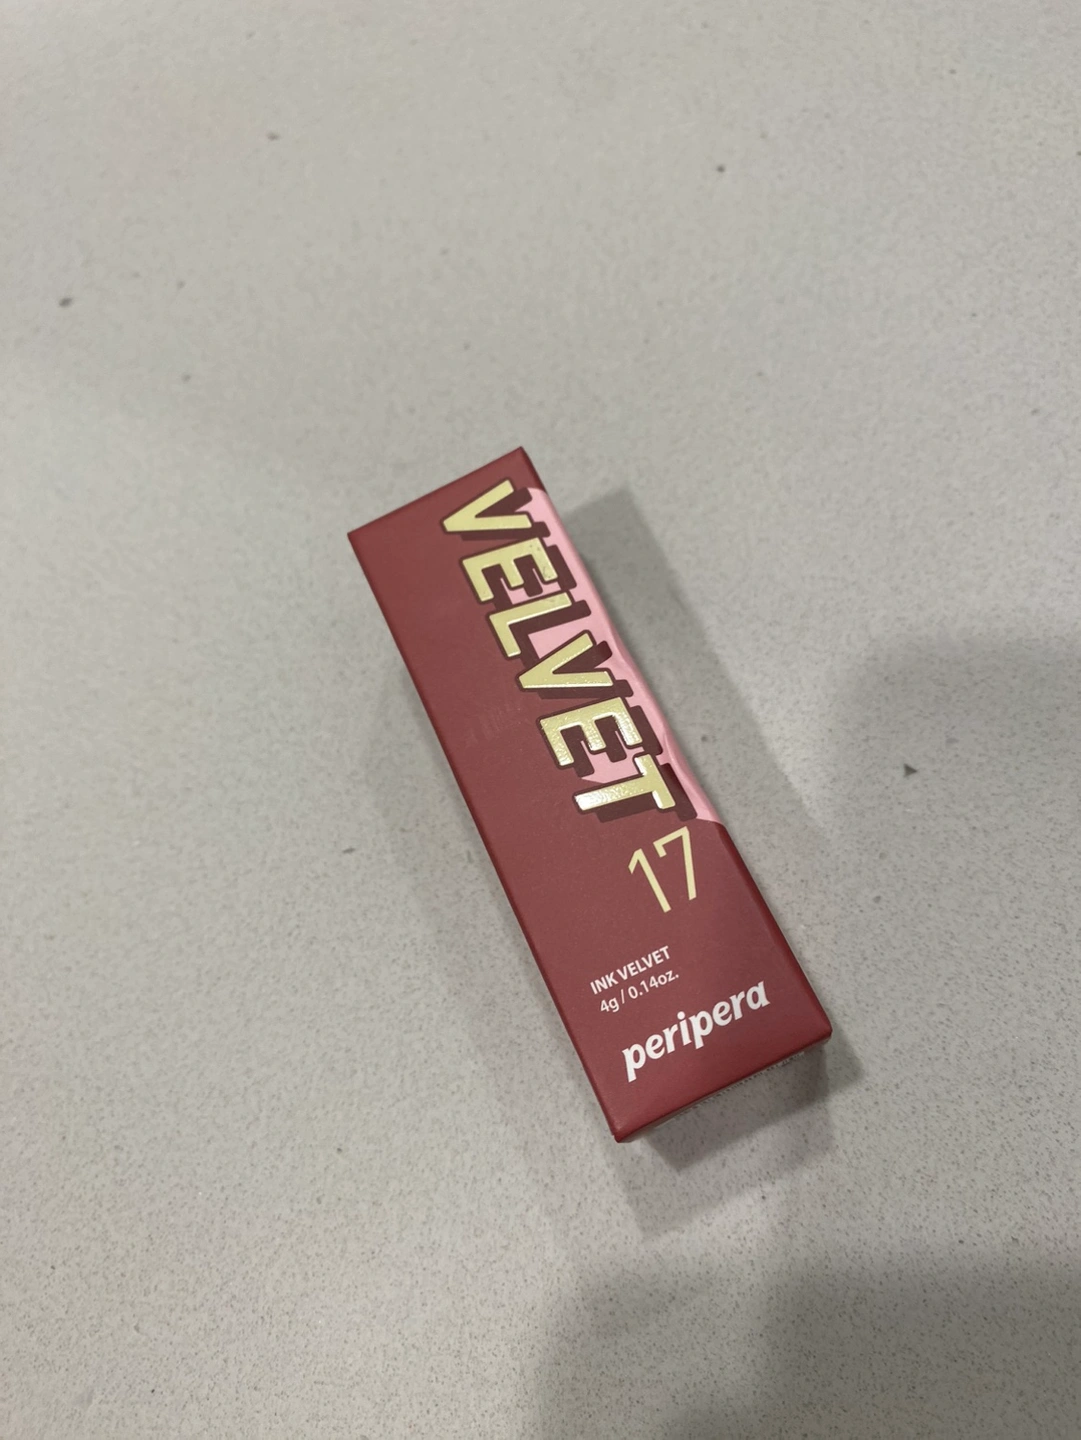 VELVET
17
INK VELVET
4g / 0.14oz.
peripera